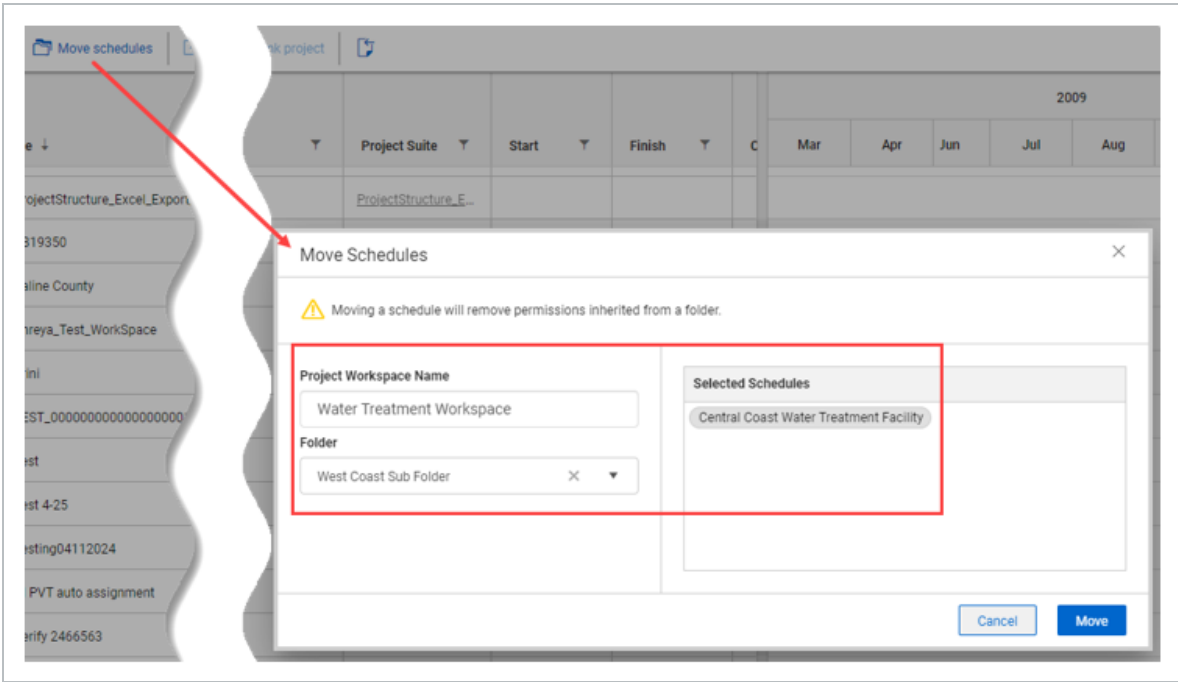 Move schedules
nk project
2009
e ↓
Project Suite
Start
Finish
C
Mar
Apr
Jun
Jul
Aug
rojectStructure_Excel_Expor
ProjectStructure_E...
319350
aline County
hreya_Test_WorkSpace
ini
EST_0000000000000000000
est
est 4-25
esting04112024
PVT auto assignment
erify 2466563
Move Schedules
Moving a schedule will remove permissions inherited from a folder.
Project Workspace Name
Water Treatment Workspace
Folder
West Coast Sub Folder
Selected Schedules
Central Coast Water Treatment Facility
Cancel
Move